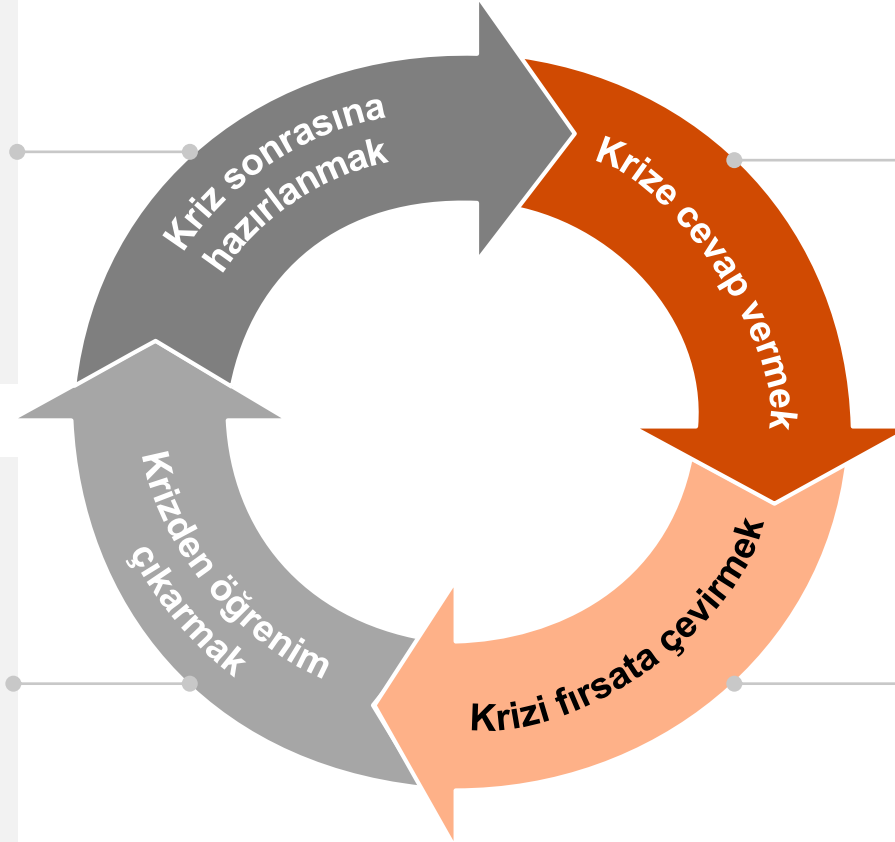 Kriz sonrasına
hazırlanmak
Krize cevap vermek
Krizi fırsata çevirmek
Krizden öğrenim
çıkarmak